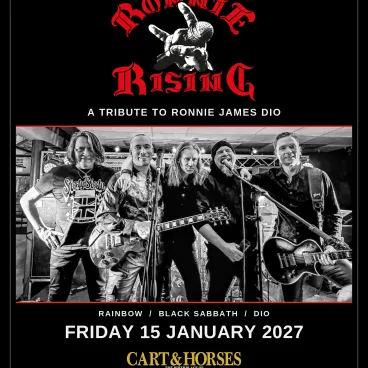 RONNIE
RISING
A TRIBUTE TO RONNIE JAMES DIO
RAINBOW / BLACK SABBATH / DIO
FRIDAY 15 JANUARY 2027
CART&HORSES